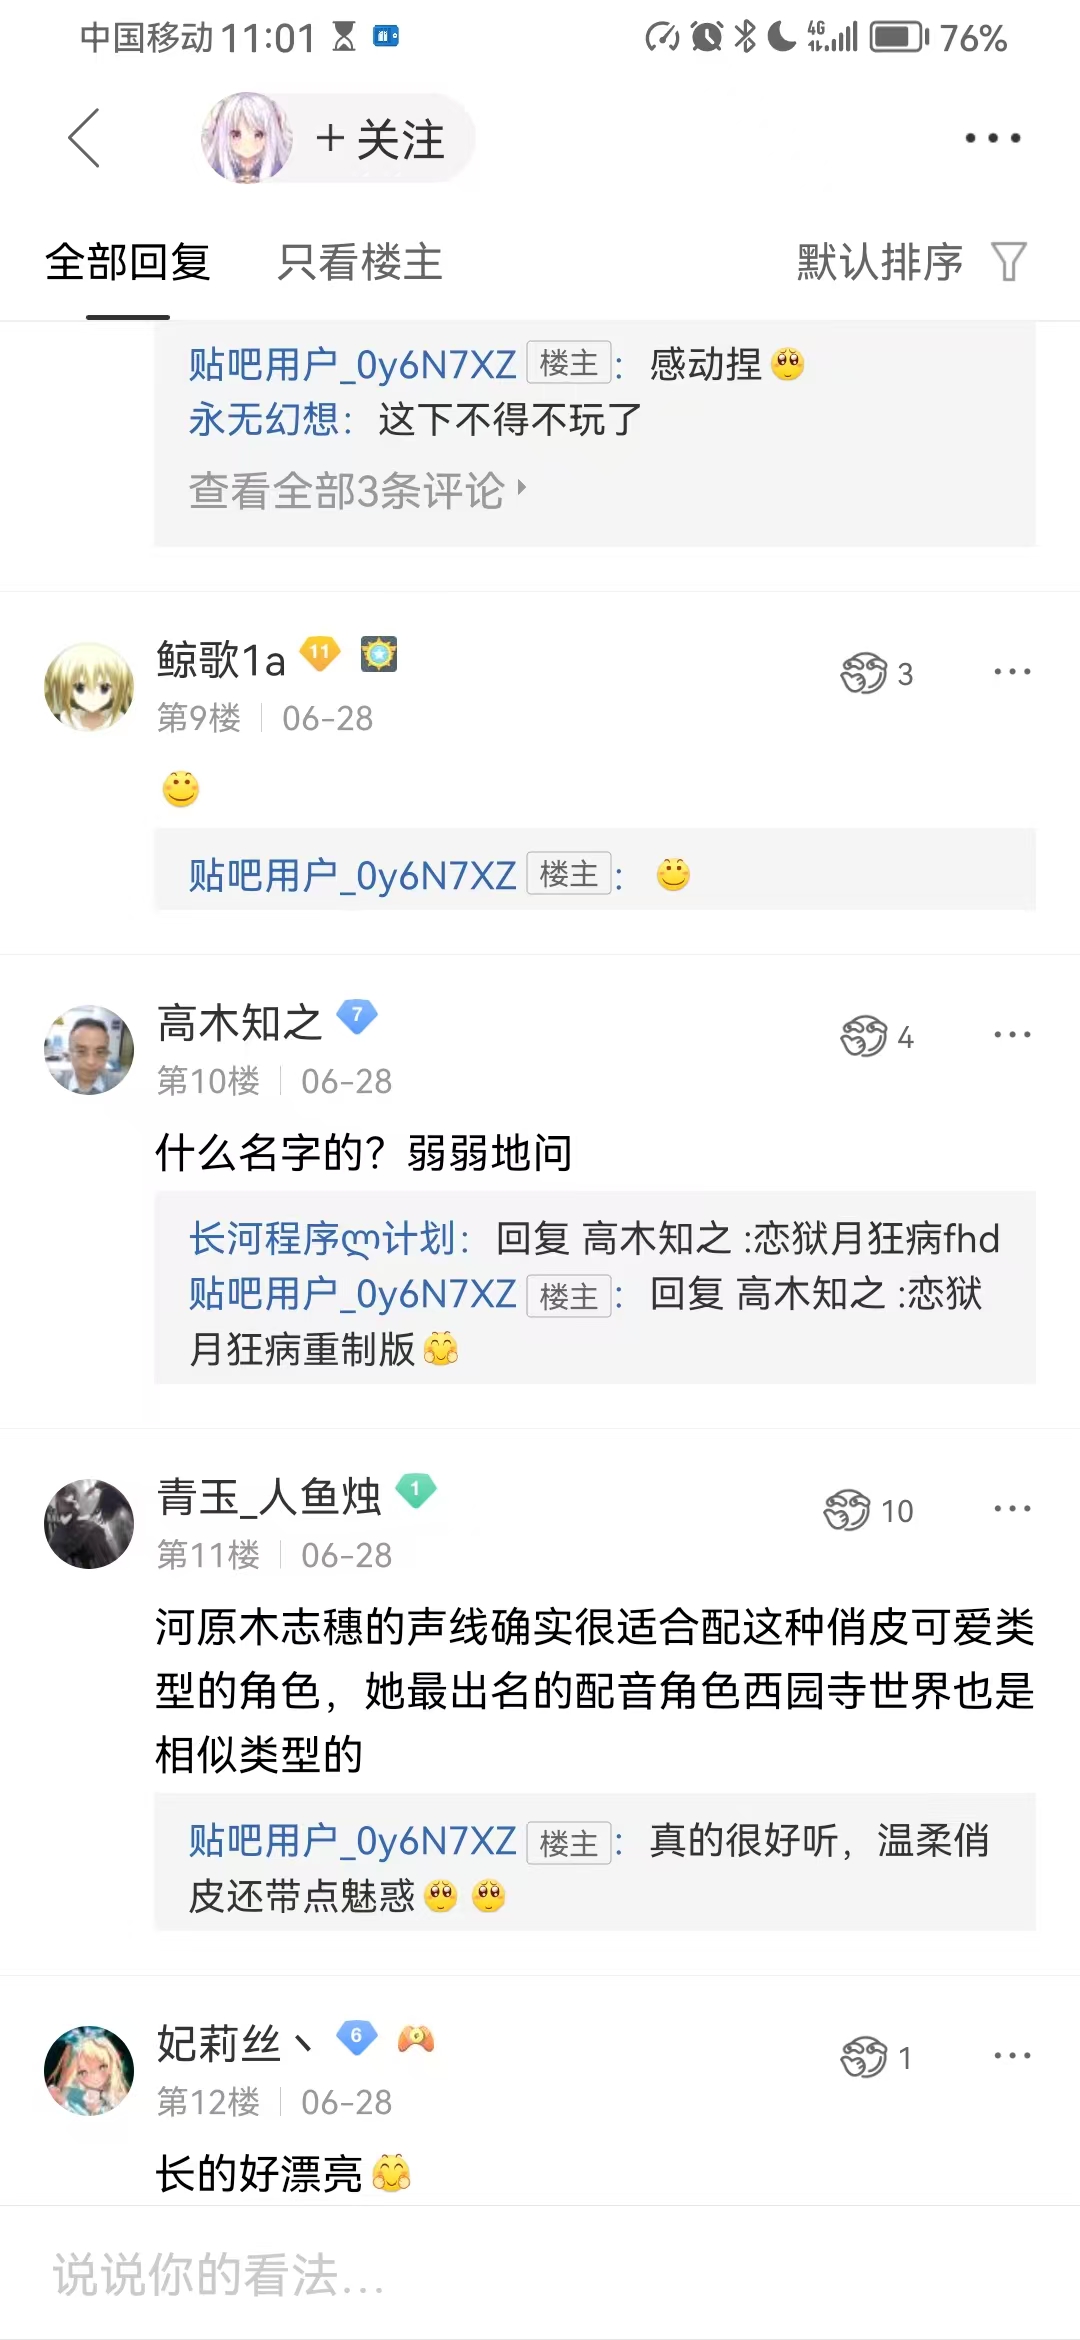 中国移动 11:01 4G 76%
+ 关注
全部回复 只看楼主 默认排序
贴吧用户_0y6N7XZ 楼主：感动捏
永无幻想：这下不得不玩了
查看全部3条评论
鲸歌1a 11 3
第9楼 06-28
贴吧用户_0y6N7XZ 楼主：
高木知之 7 4
第10楼 06-28
什么名字的？弱弱地问
长河程序ლ计划：回复 高木知之 :恋狱月狂病fhd
贴吧用户_0y6N7XZ 楼主：回复 高木知之 :恋狱
月狂病重制版
青玉_人鱼烛 1 10
第11楼 06-28
河原木志穗的声线确实很适合配这种俏皮可爱类
型的角色，她最出名的配音角色西园寺世界也是
相似类型的
贴吧用户_0y6N7XZ 楼主：真的很好听，温柔俏
皮还带点魅惑
妃莉丝丶 6 1
第12楼 06-28
长的好漂亮
说说你的看法...